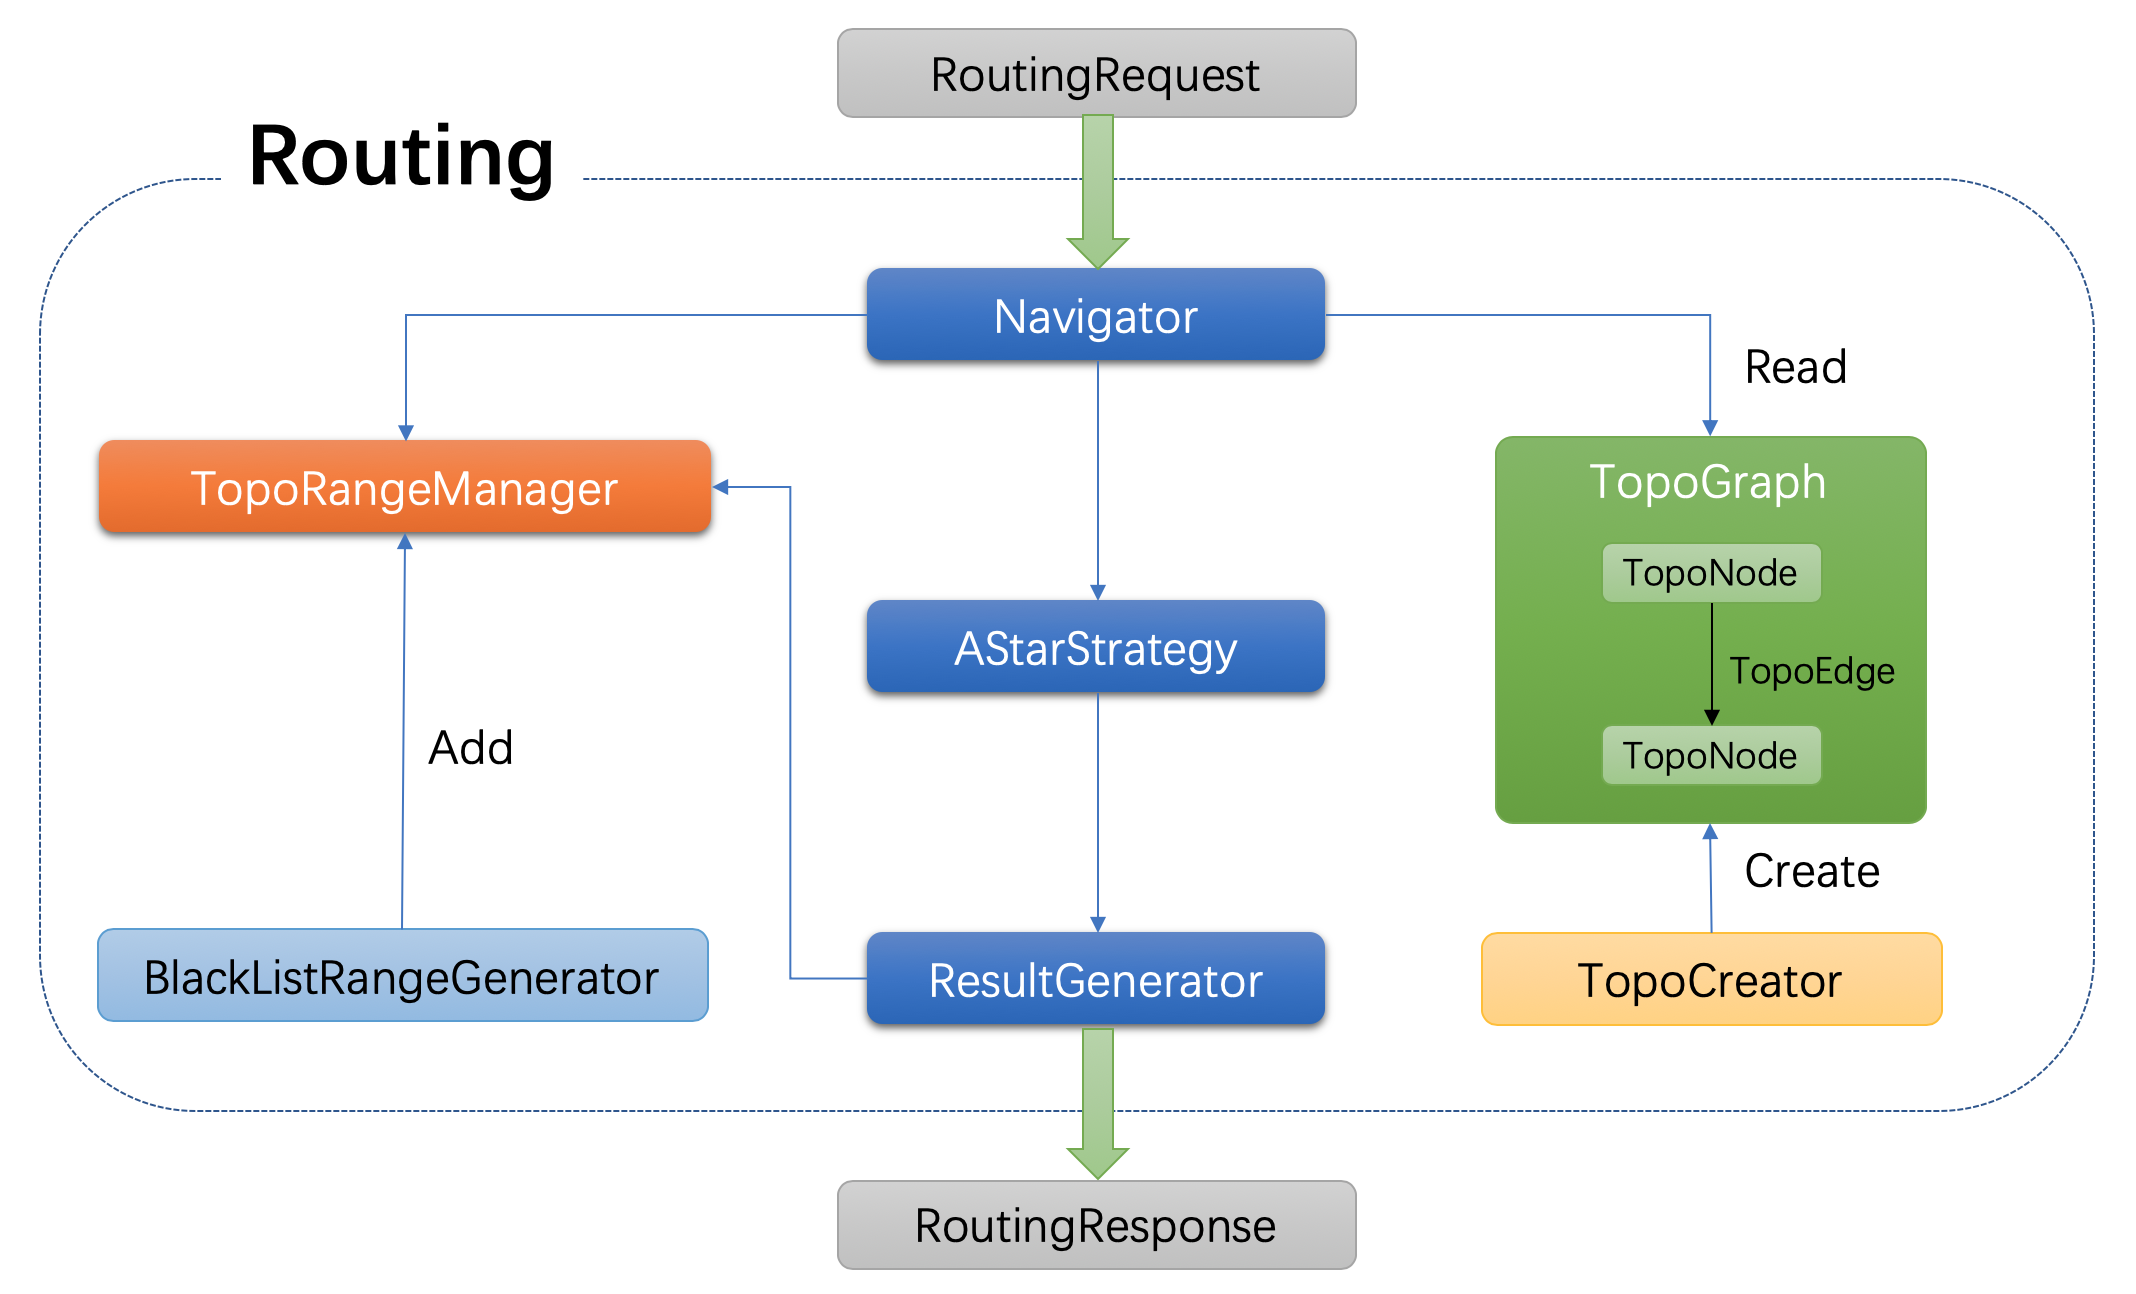 RoutingRequest
Routing
Navigator
Read
TopoRangeManager
TopoGraph
TopoNode
AStarStrategy
TopoEdge
Add
TopoNode
Create
BlackListRangeGenerator
ResultGenerator
TopoCreator
RoutingResponse